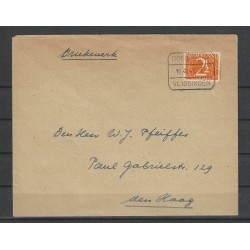 Drukwerk
2
VLISSINGEN
Den Heer W. J. Pfeiffer
Paul Gabrielstr. 129
den Haag